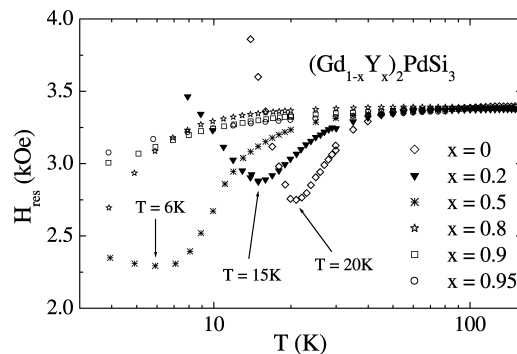 (Gd1-xYx)2PdSi3
4.0
3.5
3.0
2.5
2.0
Hres (kOe)
T = 6K
T = 15K
T = 20K
x = 0
x = 0.2
x = 0.5
x = 0.8
x = 0.9
x = 0.95
10
100
T (K)